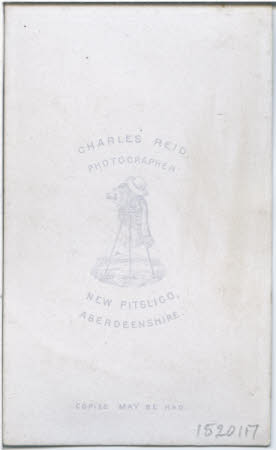 CHARLES REID,
PHOTOGRAPHER
NEW PITSLIGO,
ABERDEENSHIRE
COPIES MAY BE HAD.
1520117